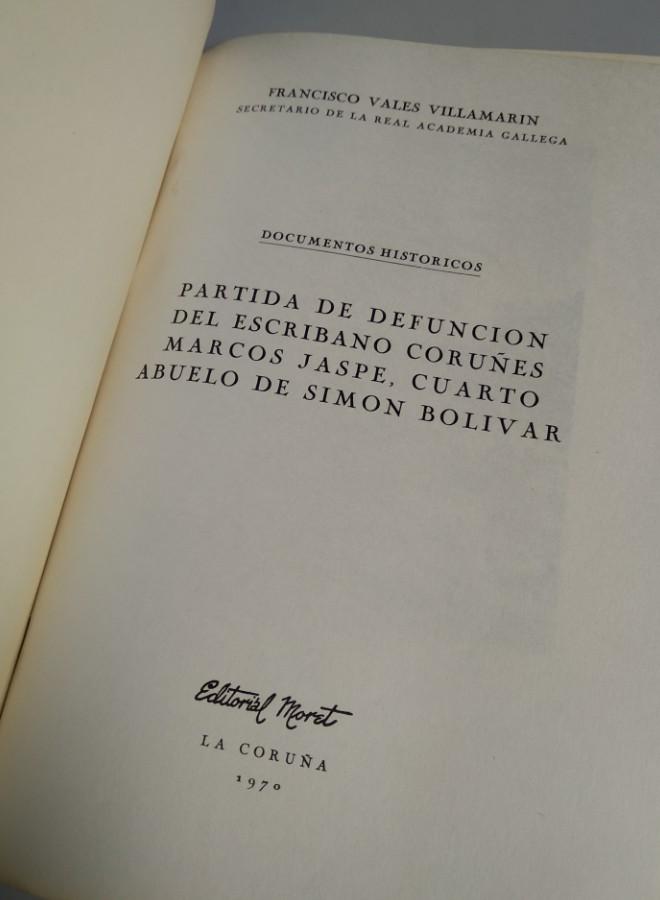 FRANCISCO VALES VILLAMARIN
SECRETARIO DE LA REAL ACADEMIA GALLEGA
DOCUMENTOS HISTORICOS
PARTIDA DE DEFUNCION
DEL ESCRIBANO CORUÑES
MARCOS JASPE, CUARTO
ABUELO DE SIMON BOLIVAR
Editorial Moret
LA CORUÑA
1970